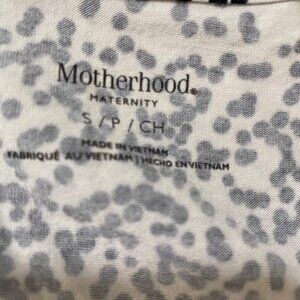 Motherhood®
MATERNITY
S / P / CH
MADE IN VIETNAM
FABRIQUÉ AU VIETNAM | HECHO EN VIETNAM